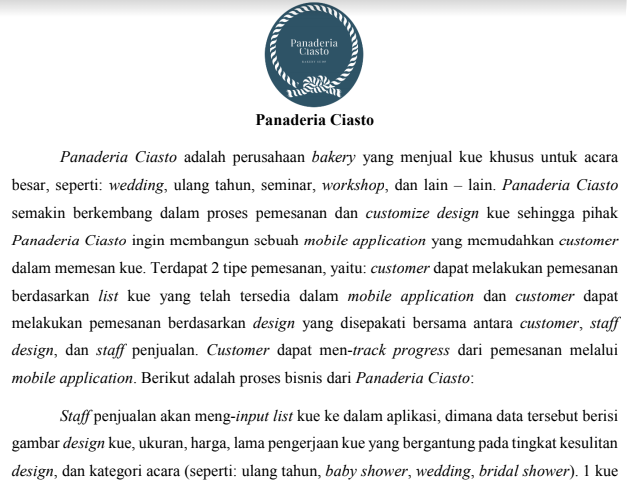 Panaderia
Ciasto
BAKERY SHOP
Panaderia Ciasto
Panaderia Ciasto adalah perusahaan bakery yang menjual kue khusus untuk acara
besar, seperti: wedding, ulang tahun, seminar, workshop, dan lain – lain. Panaderia Ciasto
semakin berkembang dalam proses pemesanan dan customize design kue sehingga pihak
Panaderia Ciasto ingin membangun sebuah mobile application yang memudahkan customer
dalam memesan kue. Terdapat 2 tipe pemesanan, yaitu: customer dapat melakukan pemesanan
berdasarkan list kue yang telah tersedia dalam mobile application dan customer dapat
melakukan pemesanan berdasarkan design yang disepakati bersama antara customer, staff
design, dan staff penjualan. Customer dapat men-track progress dari pemesanan melalui
mobile application. Berikut adalah proses bisnis dari Panaderia Ciasto:
Staff penjualan akan meng-input list kue ke dalam aplikasi, dimana data tersebut berisi
gambar design kue, ukuran, harga, lama pengerjaan kue yang bergantung pada tingkat kesulitan
design, dan kategori acara (seperti: ulang tahun, baby shower, wedding, bridal shower). 1 kue